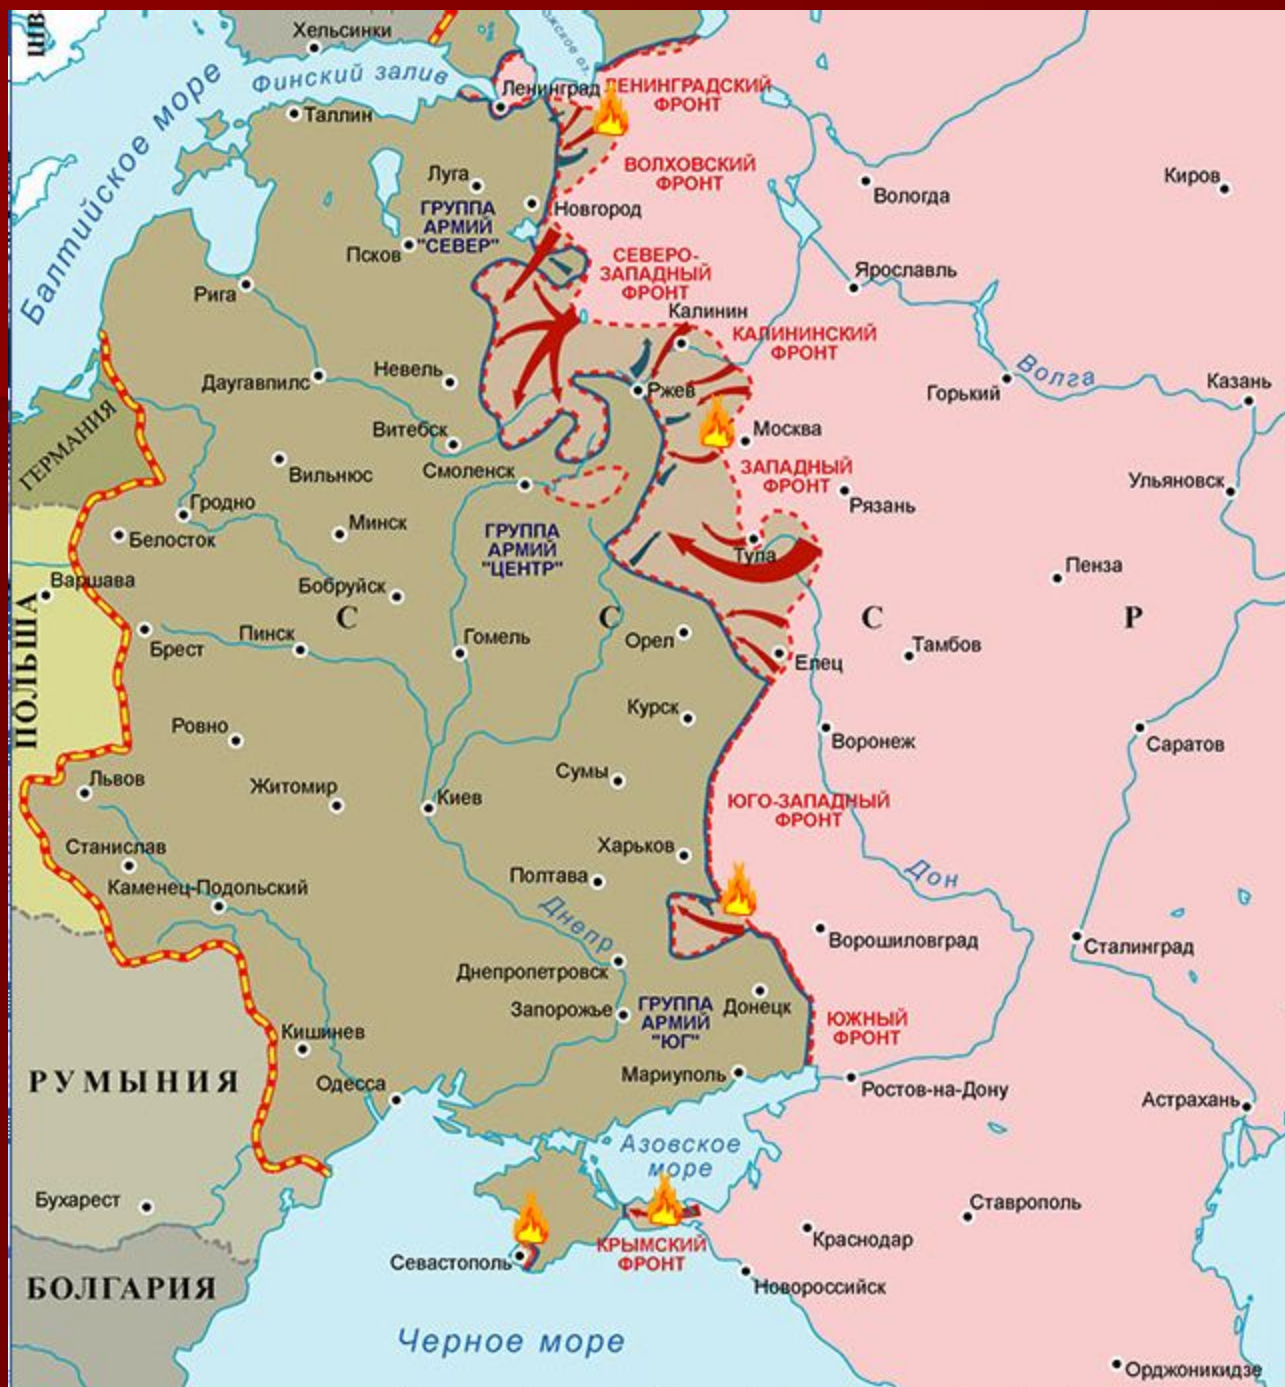 ШВ
Хельсинки
Финский залив
Ленинград
ЛЕНИНГРАДСКИЙ
ФРОНТ
Таллин
Балтийское море
ВОЛХОВСКИЙ
ФРОНТ
Луга
Новгород
ГРУППА
АРМИЙ
"СЕВЕР"
Псков
Вологда
Киров
СЕВЕРО-
ЗАПАДНЫЙ
ФРОНТ
Ярославль
Рига
Калинин
КАЛИНИНСКИЙ
ФРОНТ
Волга
Казань
Горький
Даугавпилс
Невель
Ржев
ГЕРМАНИЯ
Витебск
Москва
Вильнюс
Смоленск
ЗАПАДНЫЙ
ФРОНТ
Рязань
Ульяновск
Гродно
Белосток
Минск
ГРУППА
АРМИЙ
"ЦЕНТР"
Тула
Пенза
Варшава
Бобруйск
С
С
С
Р
ПОЛЬША
Брест
Пинск
Гомель
Орел
Елец
Тамбов
Ровно
Курск
Воронеж
Саратов
Львов
Житомир
Киев
Сумы
ЮГО-ЗАПАДНЫЙ
ФРОНТ
Станислав
Харьков
Каменец-Подольский
Полтава
Дон
Днепр
Ворошиловград
Сталинград
Днепропетровск
Запорожье
ГРУППА
АРМИЙ
"ЮГ"
Донецк
ЮЖНЫЙ
ФРОНТ
Кишинев
РУМЫНИЯ
Одесса
Мариуполь
Ростов-на-Дону
Астрахань
Азовское
море
Бухарест
Ставрополь
Севастополь
КРЫМСКИЙ
ФРОНТ
Краснодар
Новороссийск
БОЛГАРИЯ
Черное море
Орджоникидзе